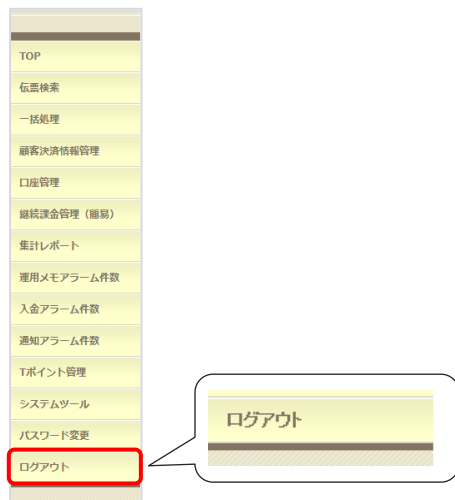 TOP
伝票検索
一括処理
顧客決済情報管理
口座管理
継続課金管理（簡易）
集計レポート
運用メモアラーム件数
入金アラーム件数
通知アラーム件数
Tポイント管理
システムツール
パスワード変更
ログアウト
ログアウト